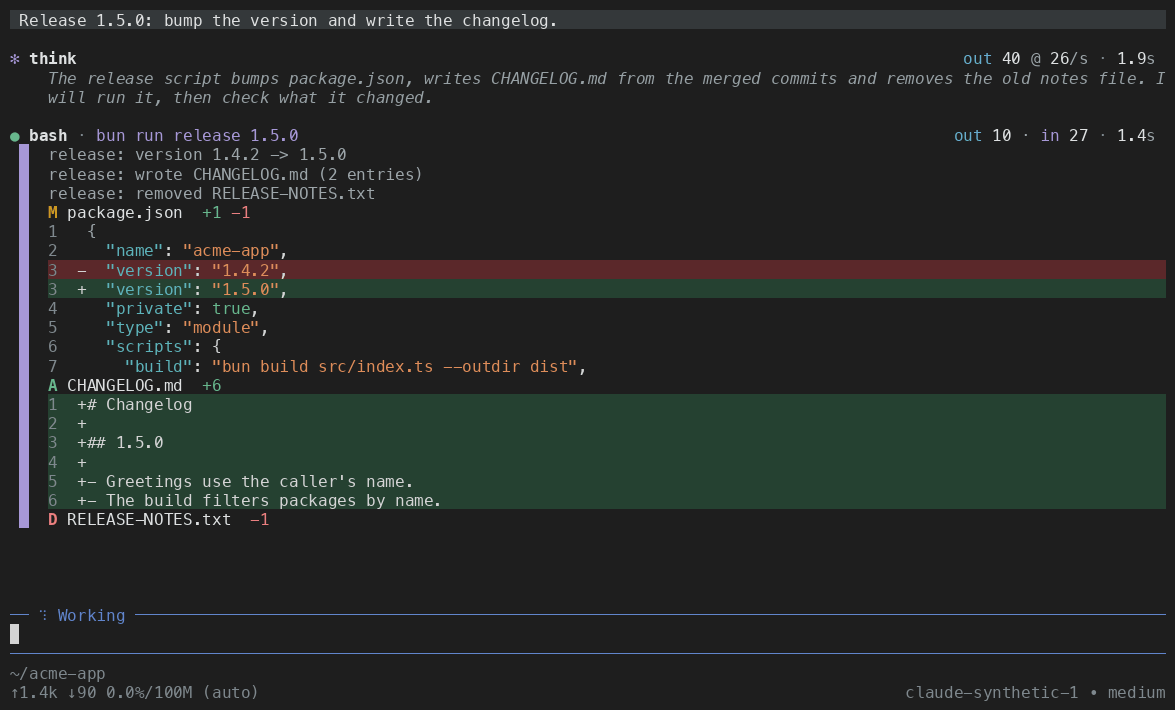 Release 1.5.0: bump the version and write the changelog.
✻ think out 40 @ 26/s · 1.9s
The release script bumps package.json, writes CHANGELOG.md from the merged commits and removes the old notes file. I
will run it, then check what it changed.
● bash · bun run release 1.5.0 out 10 · in 27 · 1.4s
release: version 1.4.2 -> 1.5.0
release: wrote CHANGELOG.md (2 entries)
release: removed RELEASE-NOTES.txt
M package.json +1 -1
1 {
2 "name": "acme-app",
3 - "version": "1.4.2",
3 + "version": "1.5.0",
4 "private": true,
5 "type": "module",
6 "scripts": {
7 "build": "bun build src/index.ts --outdir dist",
A CHANGELOG.md +6
1 +# Changelog
2 +
3 +## 1.5.0
4 +
5 +- Greetings use the caller's name.
6 +- The build filters packages by name.
D RELEASE-NOTES.txt -1
Working
~/acme-app
↑1.4k ↓90 0.0%/100M (auto) claude-synthetic-1 • medium